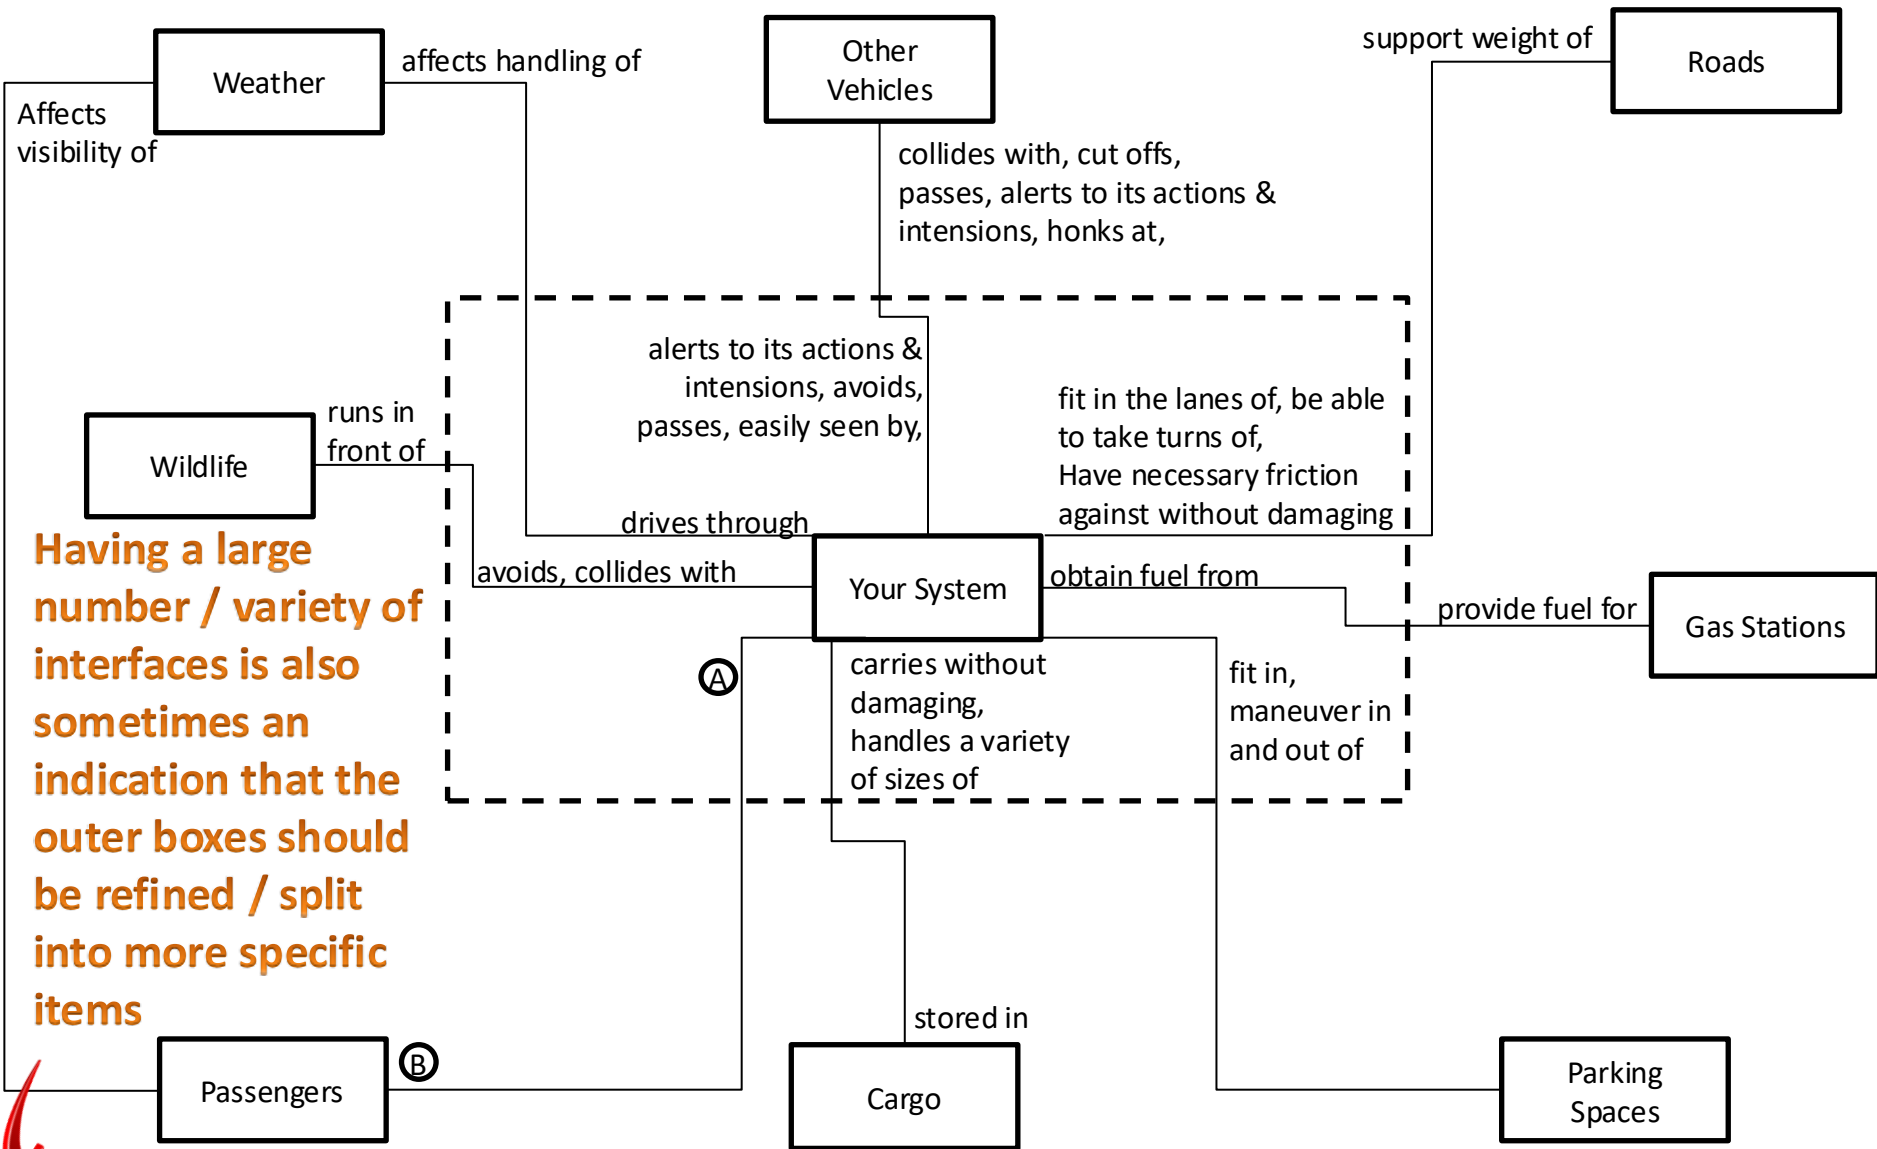 Weather
affects handling of
Affects
visibility of
Other
Vehicles
support weight of
Roads
collides with, cut offs,
passes, alerts to its actions &
intensions, honks at,
alerts to its actions &
intensions, avoids,
passes, easily seen by,
fit in the lanes of, be able
to take turns of,
Have necessary friction
against without damaging
runs in
front of
Wildlife
drives through
avoids, collides with
Your System
obtain fuel from
provide fuel for
Gas Stations
Having a large
number / variety of
interfaces is also
sometimes an
indication that the
outer boxes should
be refined / split
into more specific
items
A
carries without
damaging,
handles a variety
of sizes of
fit in,
maneuver in
and out of
stored in
B
Passengers
Cargo
Parking
Spaces